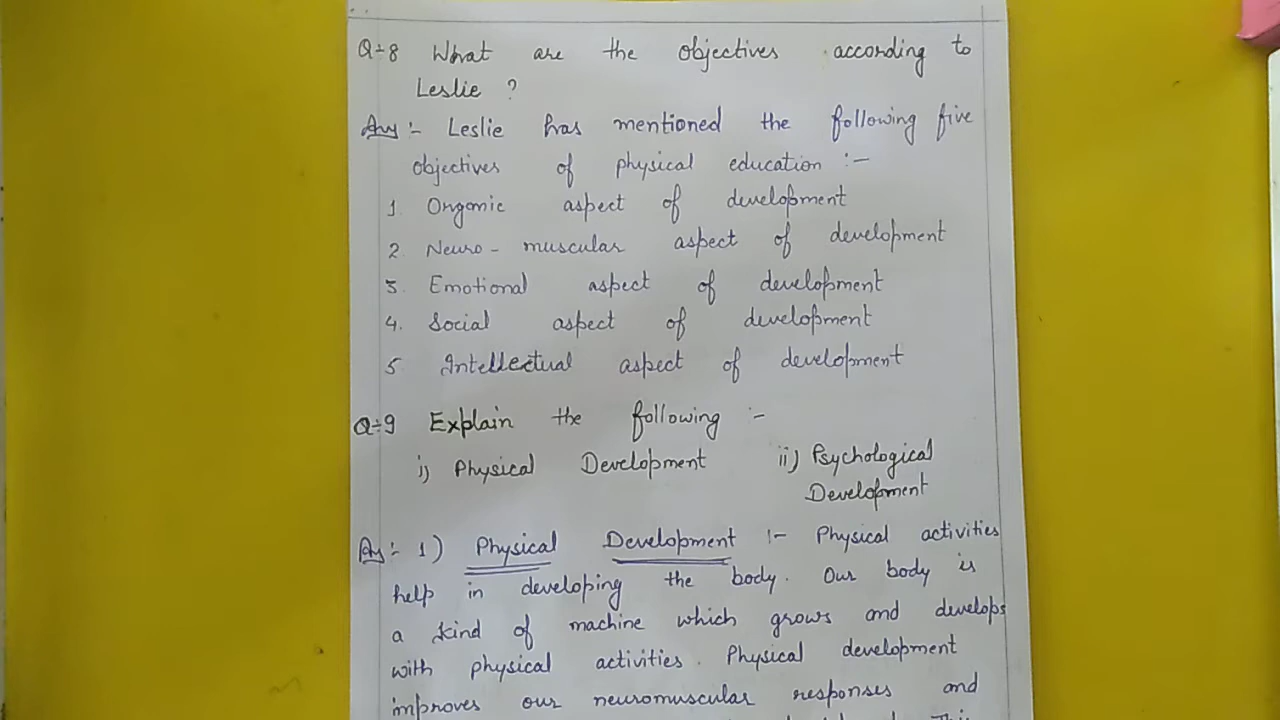 Q÷8 What are the objectives according to
Leslie ?
Ans :- Leslie has mentioned the following five
objectives of physical education :-
1. Organic aspect of development
2. Neuro - muscular aspect of development
3. Emotional aspect of development
4. Social aspect of development
5. Intellectual aspect of development
Q÷9 Explain the following :-
i) Physical Development ii) Psychological
Development
Ans :- 1) Physical Development :- Physical activities
help in developing the body. Our body is
a kind of machine which grows and develops
with physical activities. Physical development
improves our neuromuscular responses and